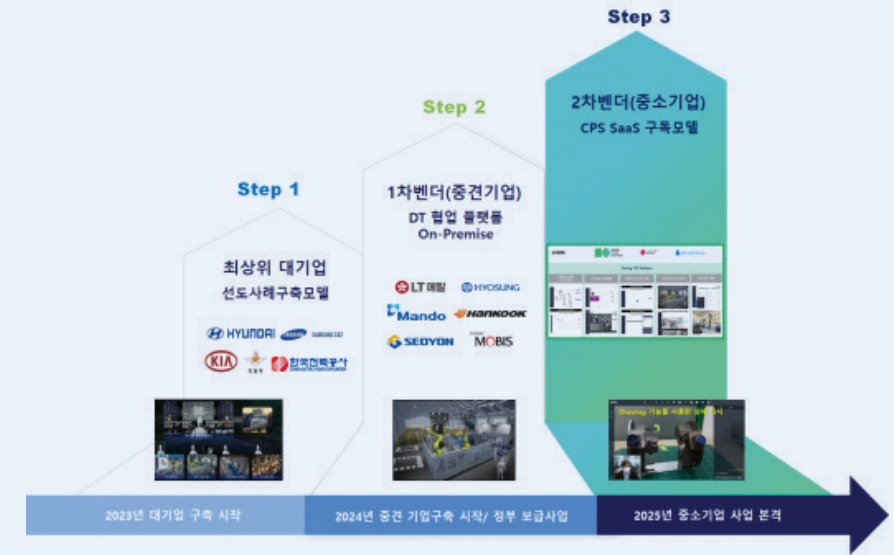 Step 3
2차벤더(중소기업)
CPS SaaS 구독모델
Step 2
1차벤더(중견기업)
DT 협업 플랫폼
On-Premise
LT메탈
HYOSUNG
Mando
HANKOOK
SEOYON
MOBIS
Step 1
최상위 대기업
선도사례구축모델
HYUNDAI
SAMSUNG
KIA
한국전력공사
2023년 대기업 구축 시작
2024년 중견 기업구축 시작/ 정부 보급사업
2025년 중소기업 사업 본격